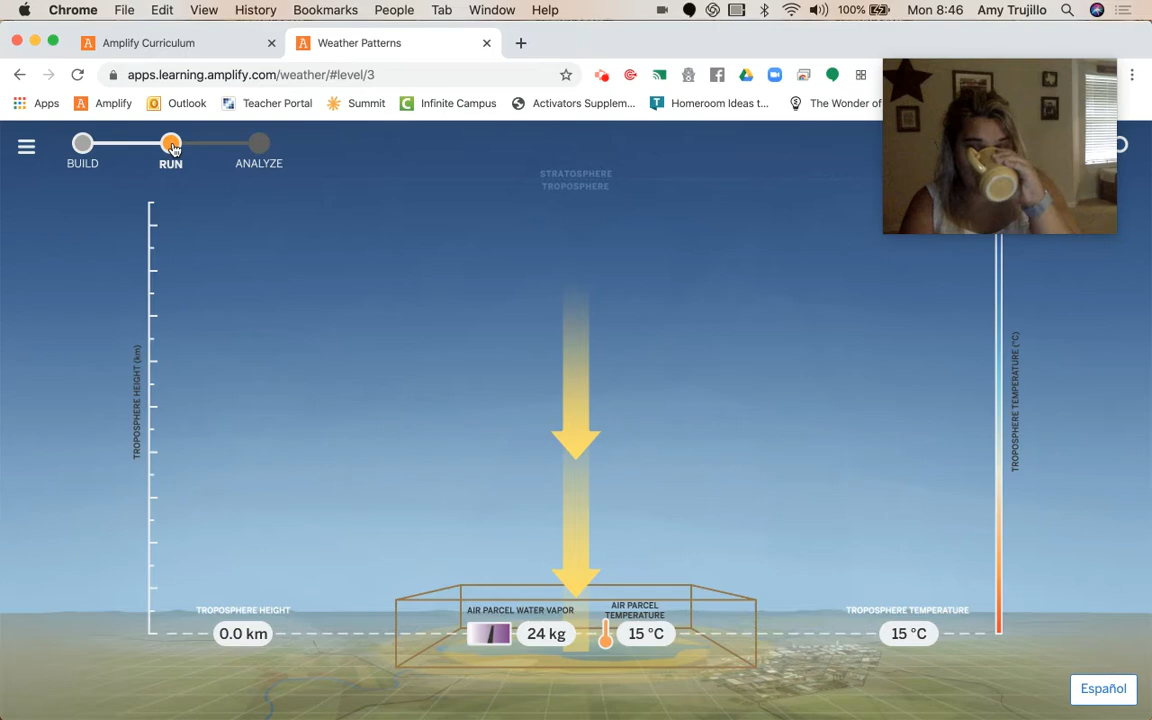 Chrome File Edit View History Bookmarks People Tab Window Help 100% Mon 8:46 Amy Trujillo
Amplify Curriculum Weather Patterns
apps.learning.amplify.com/weather/#level/3
Apps Amplify Outlook Teacher Portal Summit Infinite Campus Activators Supplem... Homeroom Ideas t... The Wonder of
BUILD RUN ANALYZE
STRATOSPHERE
TROPOSPHERE
TROPOSPHERE HEIGHT (km)
TROPOSPHERE TEMPERATURE (°C)
TROPOSPHERE HEIGHT
0.0 km
AIR PARCEL WATER VAPOR
24 kg
AIR PARCEL
TEMPERATURE
15 °C
TROPOSPHERE TEMPERATURE
15 °C
Español